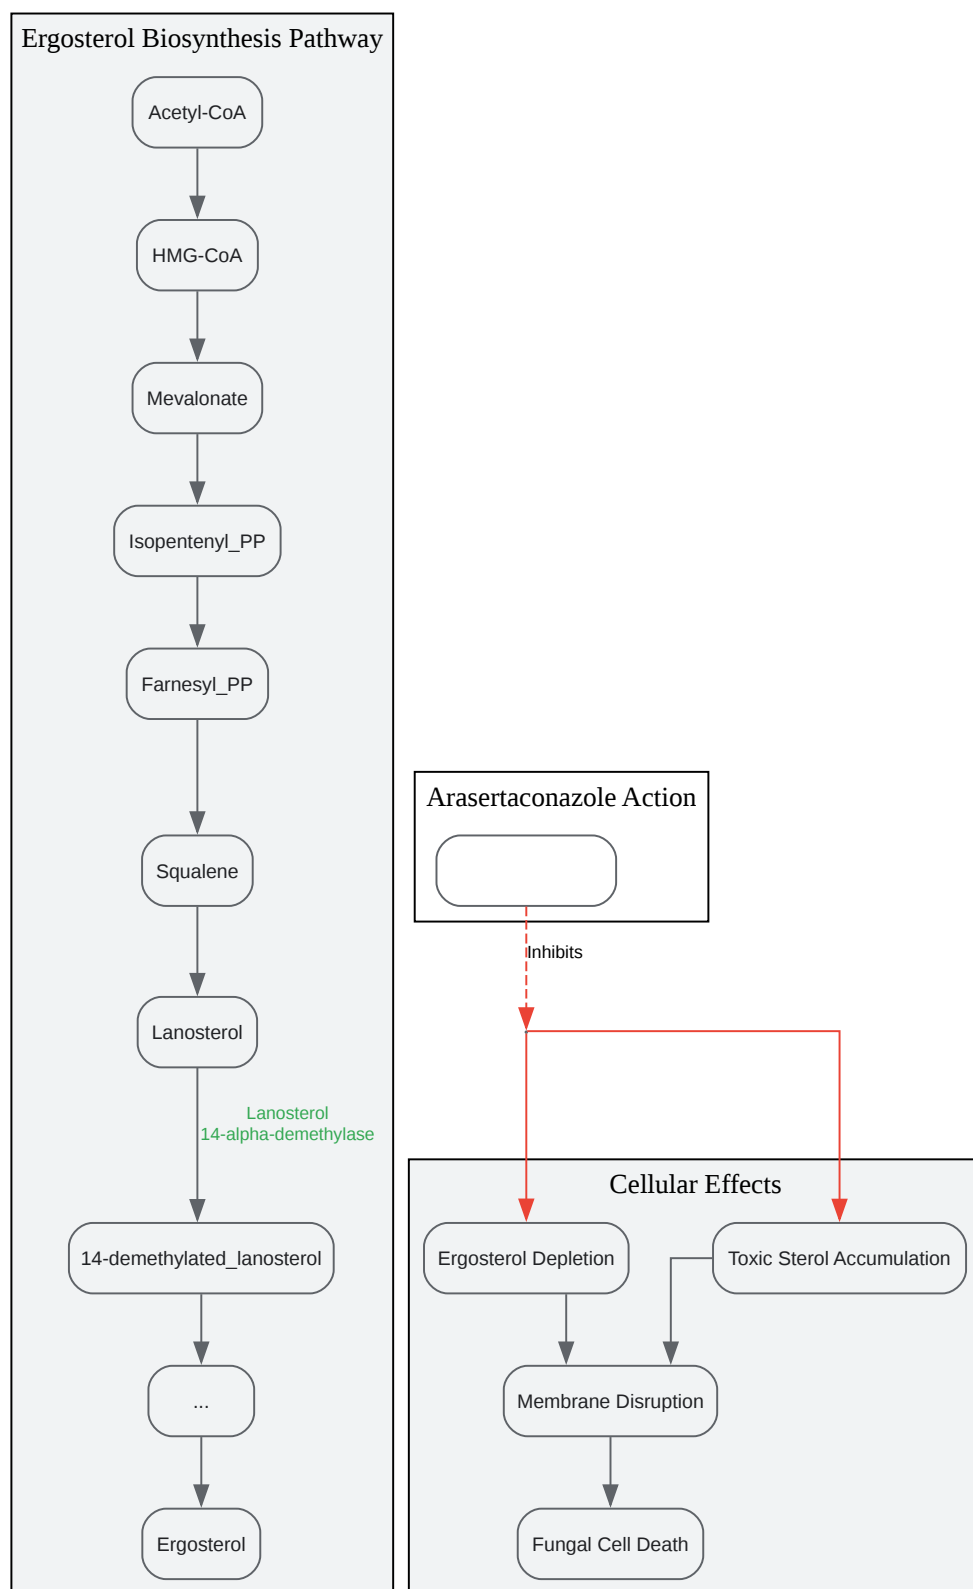 Ergosterol Biosynthesis Pathway
Acetyl-CoA
HMG-CoA
Mevalonate
Isopentenyl_PP
Farnesyl_PP
Squalene
Lanosterol
Lanosterol
14-alpha-demethylase
14-demethylated_lanosterol
...
Ergosterol
Arasertaconazole Action
Inhibits
Cellular Effects
Ergosterol Depletion
Toxic Sterol Accumulation
Membrane Disruption
Fungal Cell Death